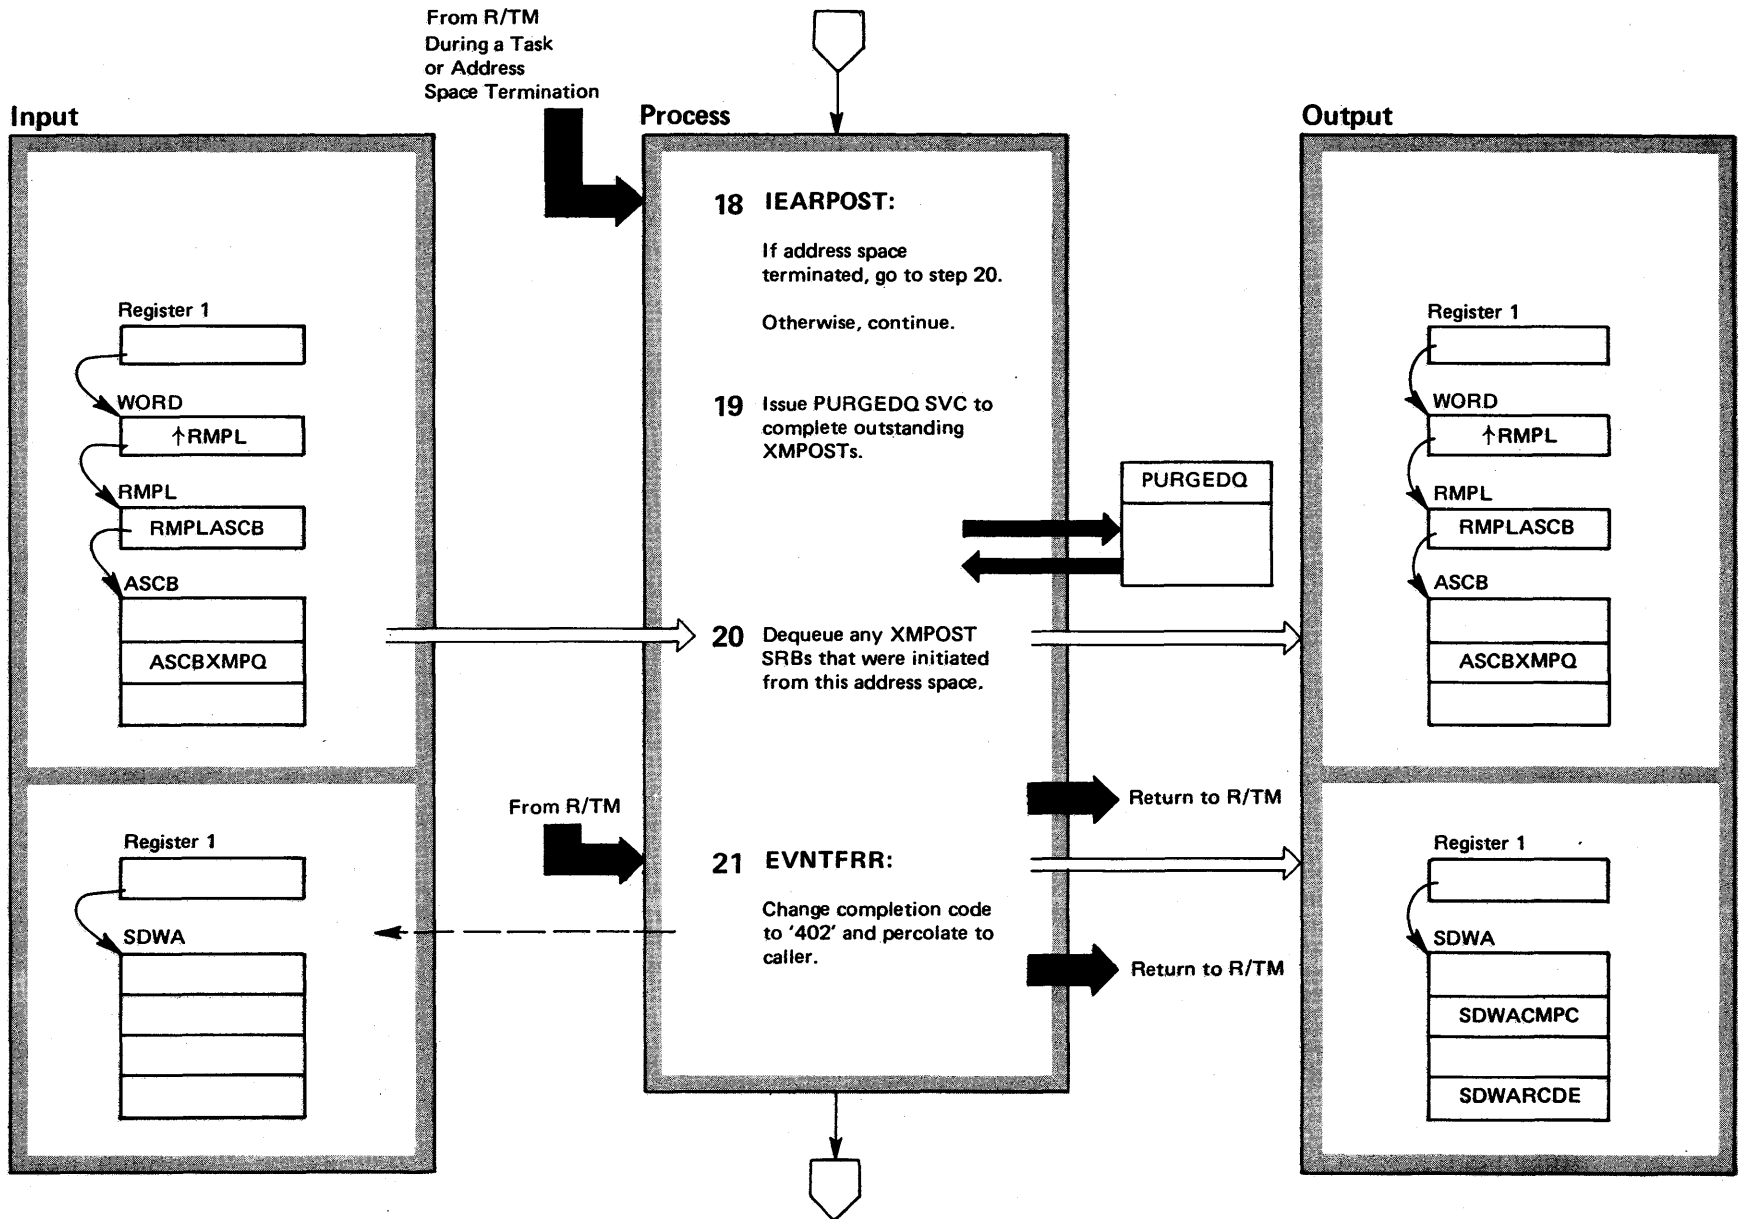 From R/TM
During a Task
or Address
Space Termination
Input
Process
Output
18 IEARPOST:
If address space
terminated, go to step 20.
Otherwise, continue.
Register 1
WORD
↑RMPL
RMPL
RMPLASCB
ASCB
ASCBXMPQ
19 Issue PURGEDQ SVC to
complete outstanding
XMPOSTs.
PURGEDQ
20 Dequeue any XMPOST
SRBs that were initiated
from this address space.
Register 1
WORD
↑RMPL
RMPL
RMPLASCB
ASCB
ASCBXMPQ
Return to R/TM
From R/TM
Register 1
SDWA
21 EVNTFRR:
Change completion code
to '402' and percolate to
caller.
Return to R/TM
Register 1
SDWA
SDWACMPC
SDWARCDE